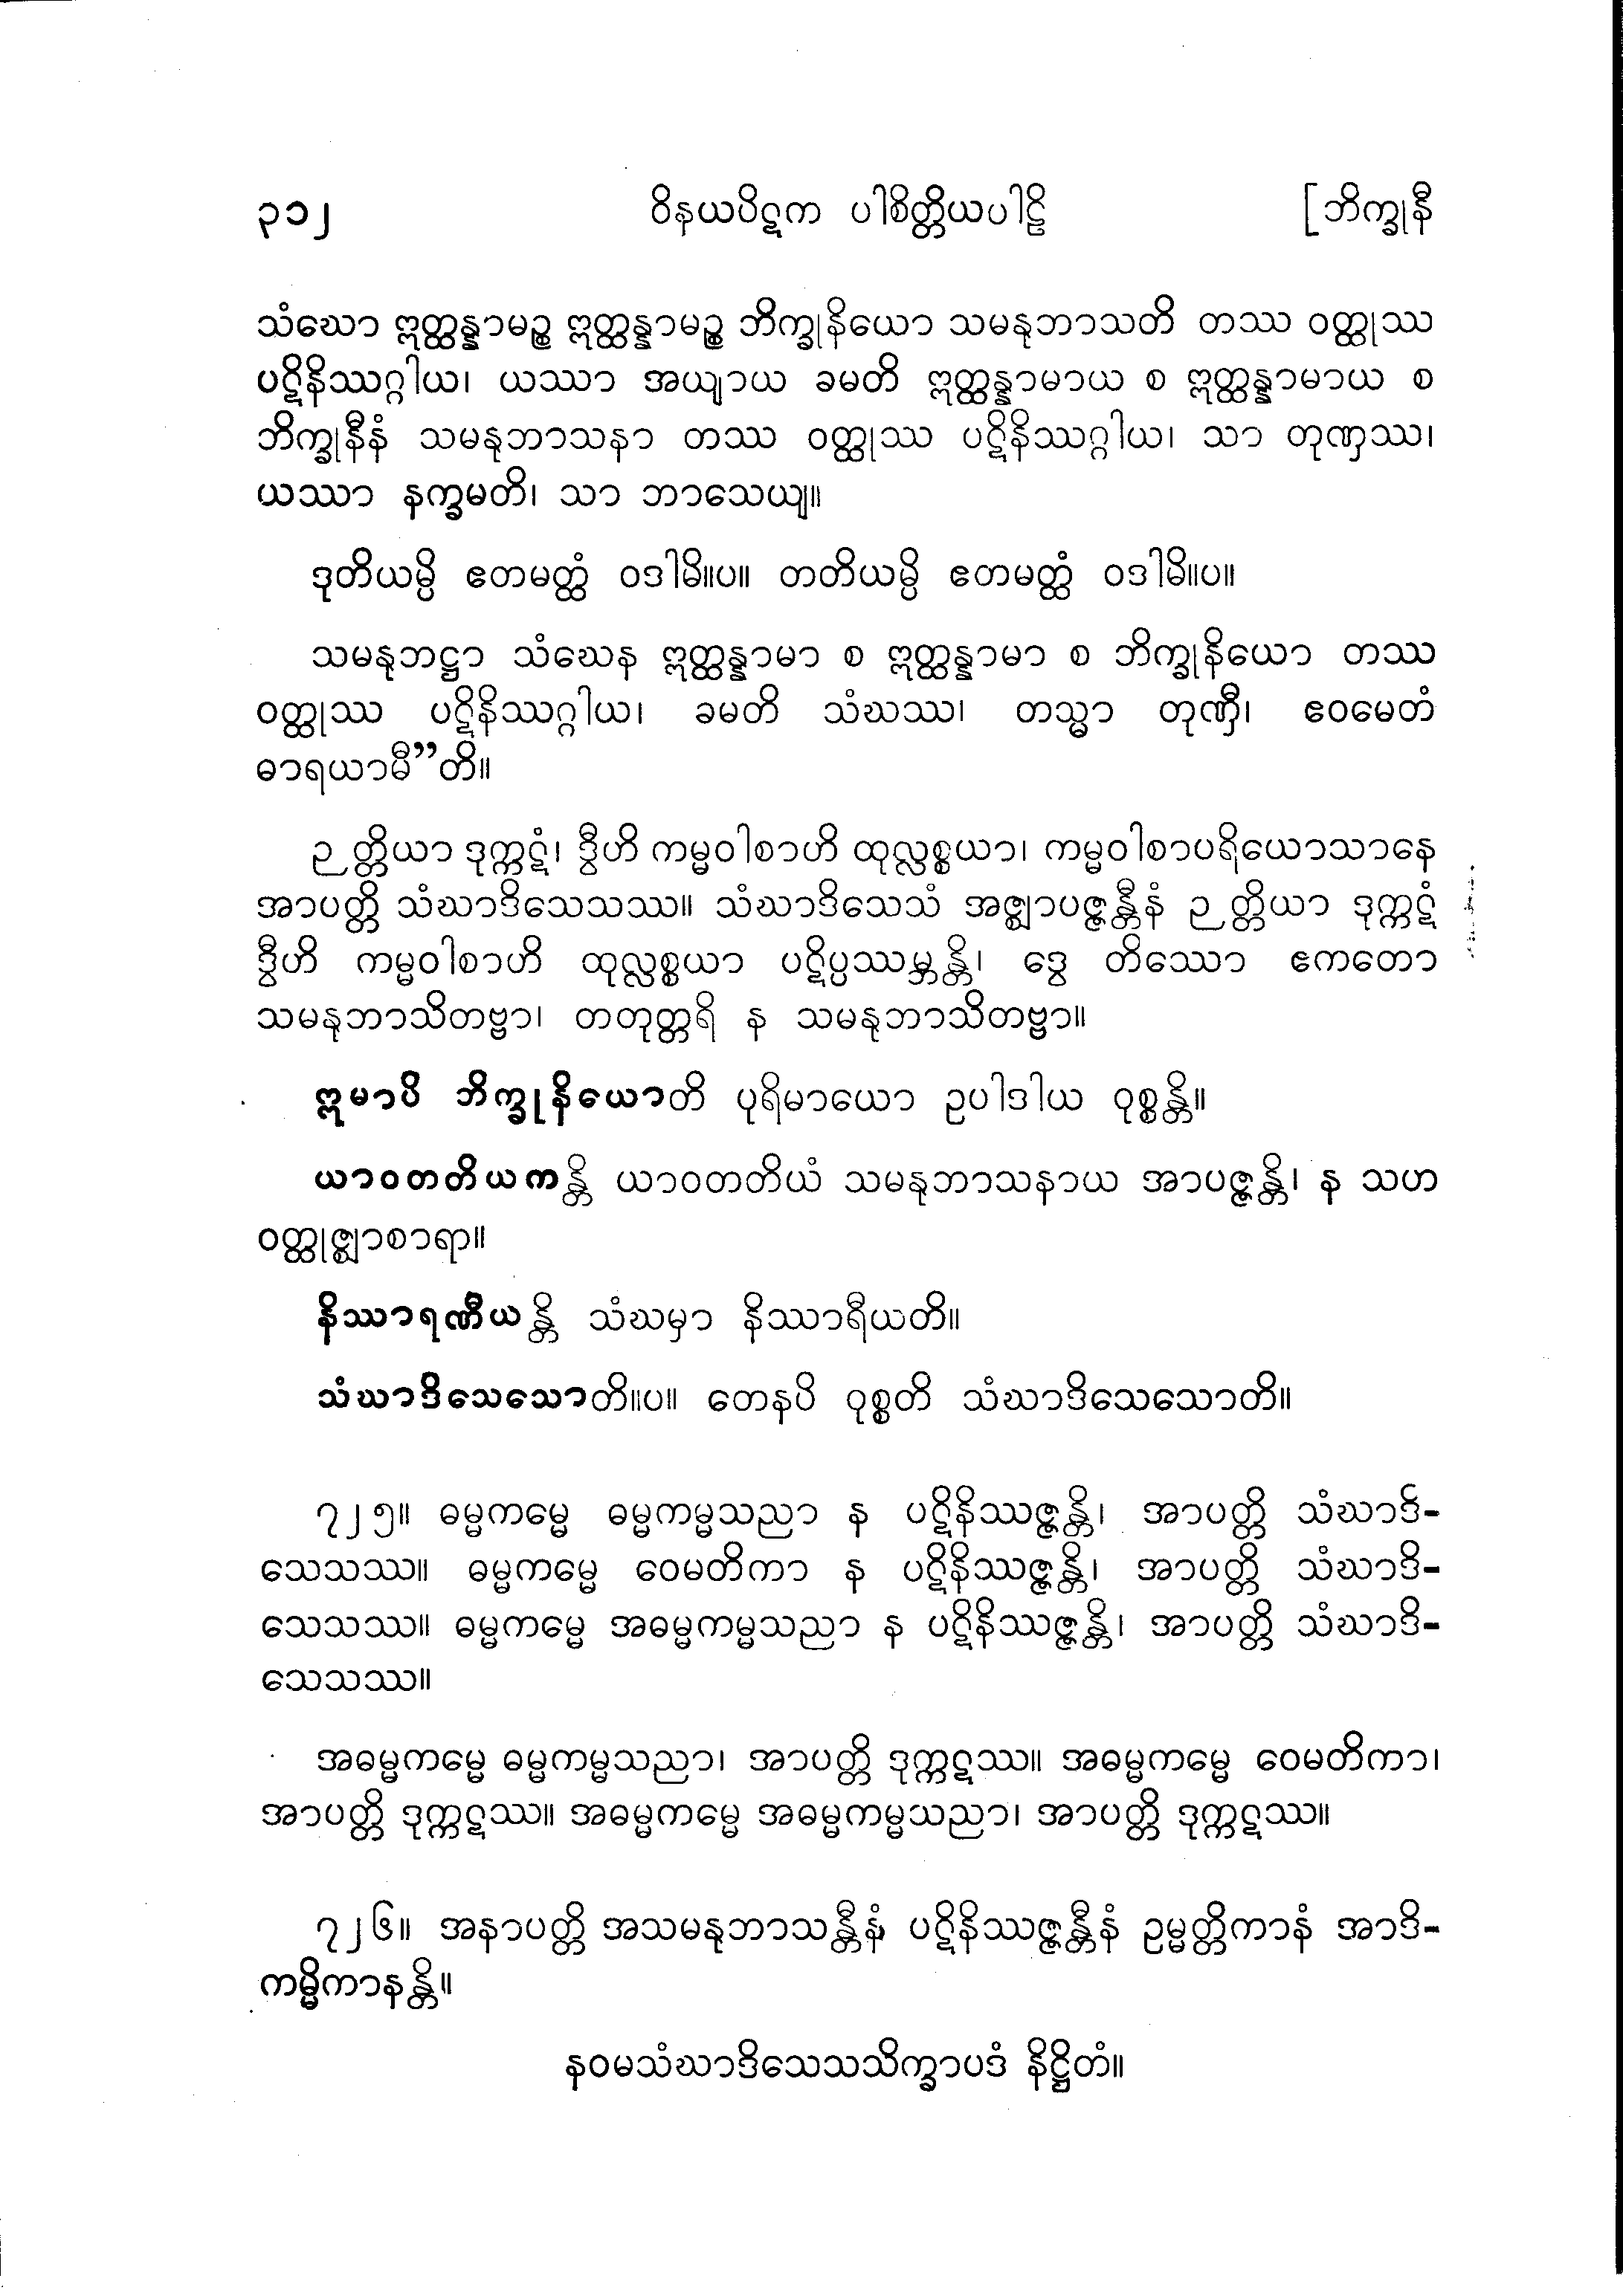 ၃၁၂ ဝိနယပိဋက ပါစိတ္တိယပါဠိ [ဘိက္ခုနီ
သံဃော ဣတ္ထန္နာမဉ္စ ဣတ္ထန္နာမဉ္စ ဘိက္ခုနိယော သမနုဘာသတိ တဿ ဝတ္ထုဿ
ပဋိနိဿဂ္ဂါယ၊ ယဿာ အယျာယ ခမတိ ဣတ္ထန္နာမာယ စ ဣတ္ထန္နာမာယ စ
ဘိက္ခုနီနံ သမနုဘာသနာ တဿ ဝတ္ထုဿ ပဋိနိဿဂ္ဂါယ၊ သာ တုဏှဿ၊
ယဿာ နက္ခမတိ၊ သာ ဘာသေယျ။
ဒုတိယမ္ပိ ဧတမတ္ထံ ဝဒါမိ။ပ။ တတိယမ္ပိ ဧတမတ္ထံ ဝဒါမိ။ပ။
သမနုဘဋ္ဌာ သံဃေန ဣတ္ထန္နာမာ စ ဣတ္ထန္နာမာ စ ဘိက္ခုနိယော တဿ
ဝတ္ထုဿ ပဋိနိဿဂ္ဂါယ၊ ခမတိ သံဃဿ၊ တသ္မာ တုဏှီ၊ ဧဝမေတံ
ဓာရယာမီ”တိ။
ဉတ္တိယာ ဒုက္ကဋံ၊ ဒွီဟိ ကမ္မဝါစာဟိ ထုလ္လစ္စယာ၊ ကမ္မဝါစာပရိယောသာနေ
အာပတ္တိ သံဃာဒိသေသဿ။ သံဃာဒိသေသံ အဇ္ဈာပဇ္ဇန္တီနံ ဉတ္တိယာ ဒုက္ကဋံ
ဒွီဟိ ကမ္မဝါစာဟိ ထုလ္လစ္စယာ ပဋိပ္ပဿမ္ဘန္တိ၊ ဒွေ တိဿော ဧကတော
သမနုဘာသိတဗ္ဗာ၊ တတုတ္တရိ န သမနုဘာသိတဗ္ဗာ။
ဣမာပိ ဘိက္ခုနိယောတိ ပုရိမာယော ဥပါဒါယ ဝုစ္စန္တိ။
ယာဝတတိယကန္တိ ယာဝတတိယံ သမနုဘာသနာယ အာပဇ္ဇန္တိ၊ န သဟ
ဝတ္ထုဇ္ဈာစာရာ။
နိဿာရဏီယန္တိ သံဃမှာ နိဿာရီယတိ။
သံဃာဒိသေသောတိ။ပ။ တေနပိ ဝုစ္စတိ သံဃာဒိသေသောတိ။
၇၂၅။ ဓမ္မကမ္မေ ဓမ္မကမ္မသညာ န ပဋိနိဿဇ္ဇန္တိ၊ အာပတ္တိ သံဃာဒိ-
သေသဿ။ ဓမ္မကမ္မေ ဝေမတိကာ န ပဋိနိဿဇ္ဇန္တိ၊ အာပတ္တိ သံဃာဒိ-
သေသဿ။ ဓမ္မကမ္မေ အဓမ္မကမ္မသညာ န ပဋိနိဿဇ္ဇန္တိ၊ အာပတ္တိ သံဃာဒိ-
သေသဿ။
အဓမ္မကမ္မေ ဓမ္မကမ္မသညာ၊ အာပတ္တိ ဒုက္ကဋဿ။ အဓမ္မကမ္မေ ဝေမတိကာ၊
အာပတ္တိ ဒုက္ကဋဿ။ အဓမ္မကမ္မေ အဓမ္မကမ္မသညာ၊ အာပတ္တိ ဒုက္ကဋဿ။
၇၂၆။ အနာပတ္တိ အသမနုဘာသန္တီနံ ပဋိနိဿဇ္ဇန္တီနံ ဥမ္မတ္တိကာနံ အာဒိ-
ကမ္မိကာနန္တိ။
နဝမသံဃာဒိသေသသိက္ခာပဒံ နိဋ္ဌိတံ။